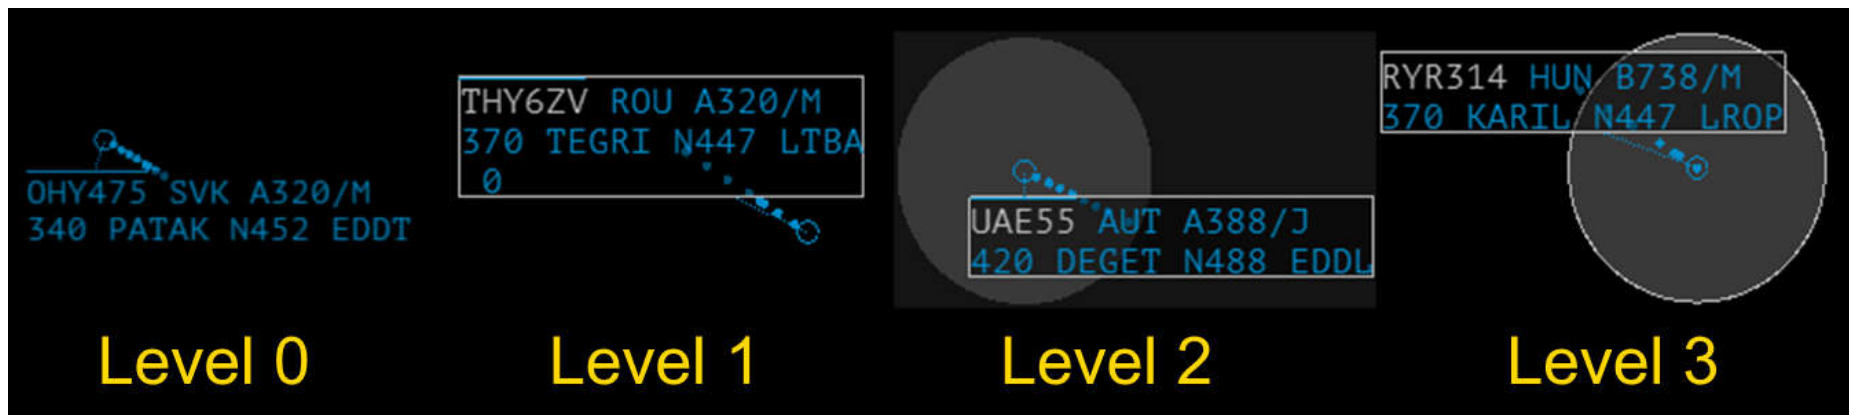 OHY475 SVK A320/M
340 PATAK N452 EDDT
Level 0
THY6ZV ROU A320/M
370 TEGRI N447 LTBA
0
Level 1
UAE55 AUT A388/J
420 DEGET N488 EDDL
Level 2
RYR314 HUN B738/M
370 KARIL N447 LROP
Level 3